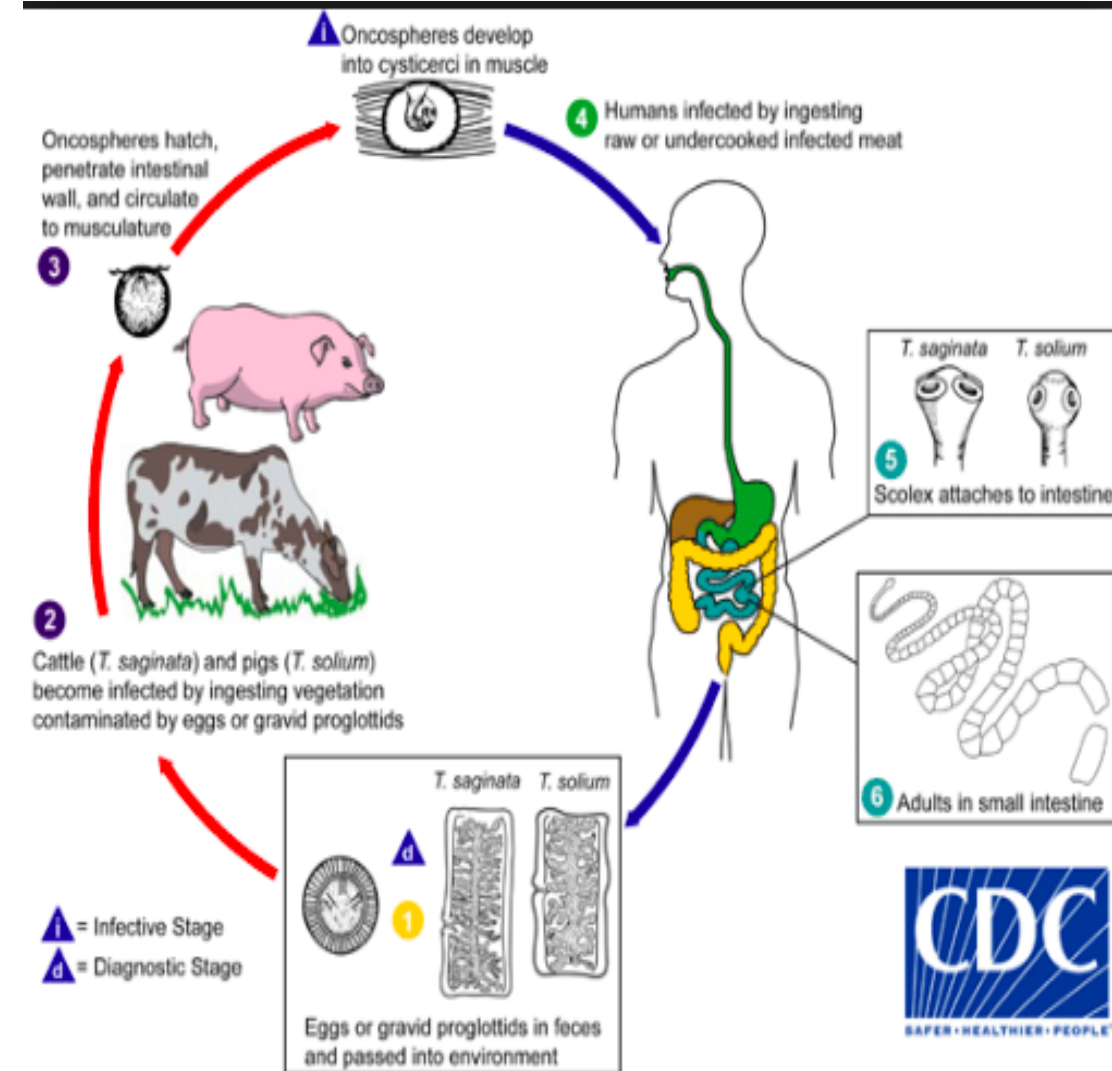 i
Oncospheres develop
into cysticerci in muscle
4
Humans infected by ingesting
raw or undercooked infected meat
Oncospheres hatch,
penetrate intestinal
wall, and circulate
to musculature
3
T. saginata T. solium
5
Scolex attaches to intestine
2
Cattle (T. saginata) and pigs (T. solium)
become infected by ingesting vegetation
contaminated by eggs or gravid proglottids
6 Adults in small intestine
T. saginata T. solium
d
1
i = Infective Stage
d = Diagnostic Stage
Eggs or gravid proglottids in feces
and passed into environment
CDC
SAFER • HEALTHIER • PEOPLE™